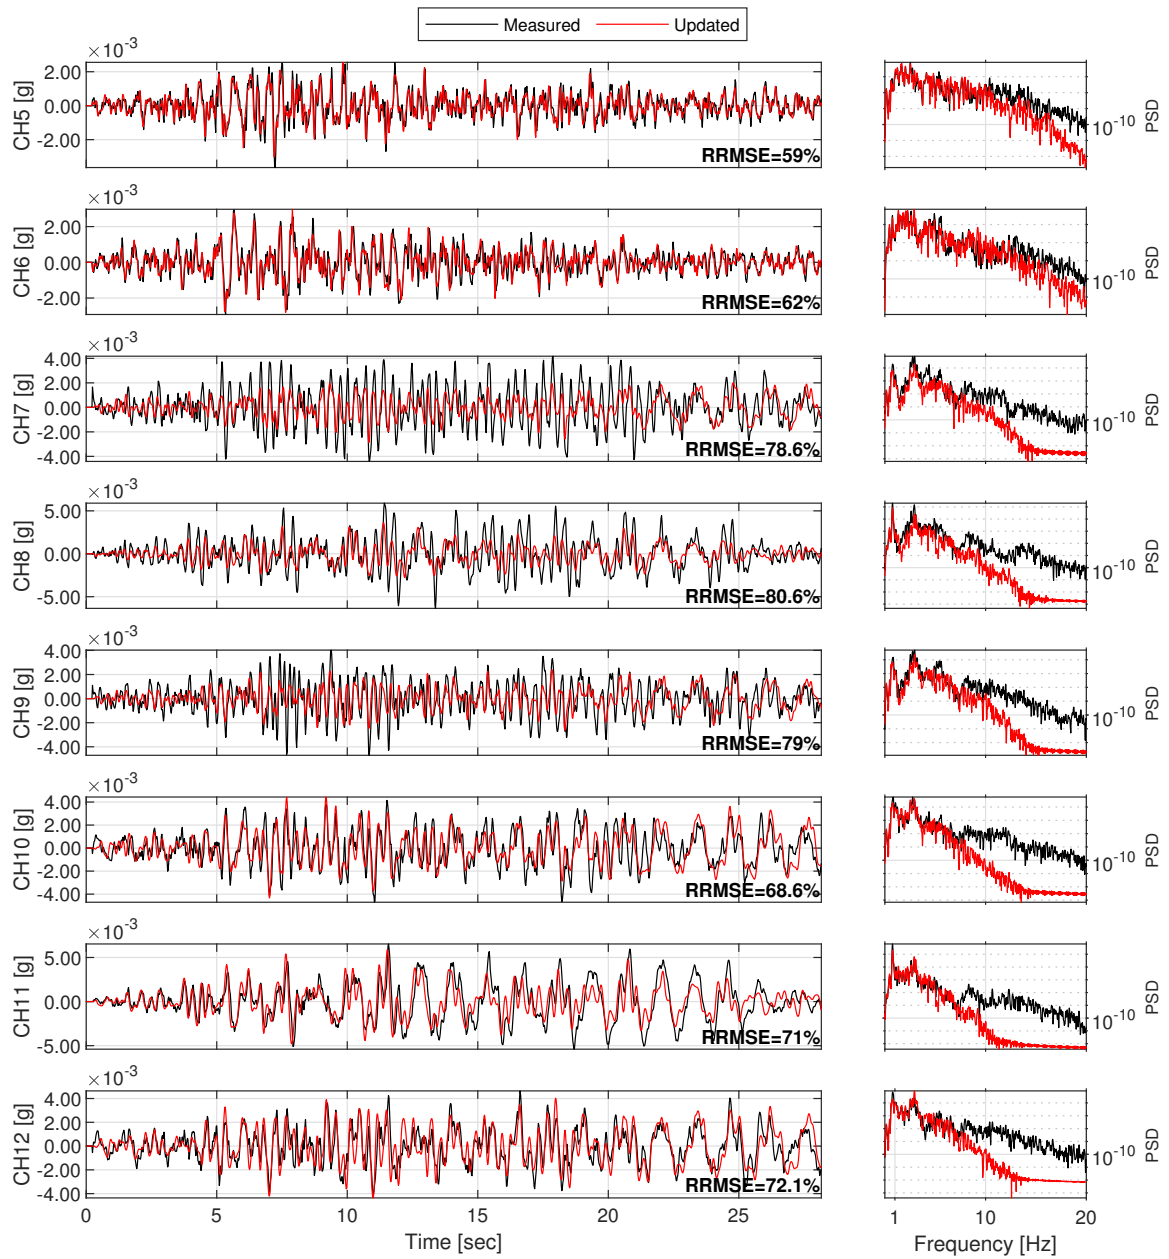 Measured Updated
×10-3
2.00
0.00
-2.00
CH5 [g]
RRMSE=59%
10-10
PSD
×10-3
2.00
0.00
-2.00
CH6 [g]
RRMSE=62%
10-10
PSD
×10-3
4.00
2.00
0.00
-2.00
-4.00
CH7 [g]
RRMSE=78.6%
10-10
PSD
×10-3
5.00
0.00
-5.00
CH8 [g]
RRMSE=80.6%
10-10
PSD
×10-3
4.00
2.00
0.00
-2.00
-4.00
CH9 [g]
RRMSE=79%
10-10
PSD
×10-3
4.00
2.00
0.00
-2.00
-4.00
CH10 [g]
RRMSE=68.6%
10-10
PSD
×10-3
5.00
0.00
-5.00
CH11 [g]
RRMSE=71%
10-10
PSD
×10-3
4.00
2.00
0.00
-2.00
-4.00
CH12 [g]
RRMSE=72.1%
10-10
PSD
0 5 10 15 20 25
Time [sec]
1 10 20
Frequency [Hz]